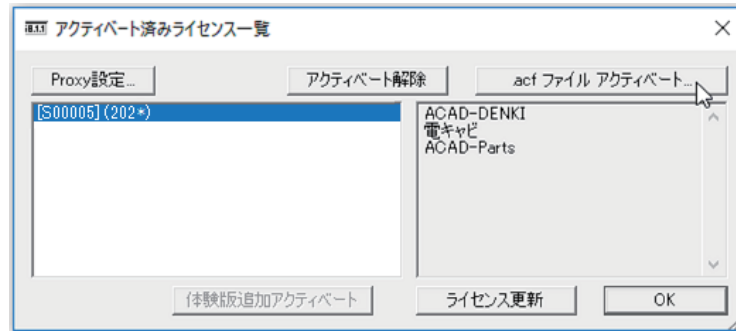 アクティベート済みライセンス一覧
Proxy設定...
アクティベート解除
.acf ファイル アクティベート...
[S00005](202*)
ACAD-DENKI
電キャビ
ACAD-Parts
体験版追加アクティベート
ライセンス更新
OK